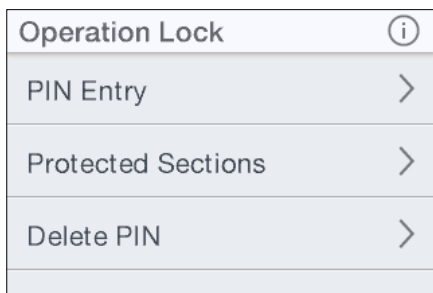 Operation Lock
PIN Entry
Protected Sections
Delete PIN